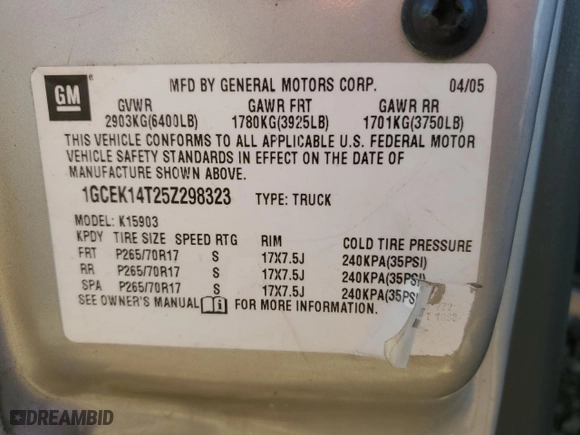 GM
MFD BY GENERAL MOTORS CORP. 04/05
GVWR GAWR FRT GAWR RR
2903KG(6400LB) 1780KG(3925LB) 1701KG(3750LB)
THIS VEHICLE CONFORMS TO ALL APPLICABLE U.S. FEDERAL MOTOR
VEHICLE SAFETY STANDARDS IN EFFECT ON THE DATE OF
MANUFACTURE SHOWN ABOVE.
1GCEK14T25Z298323 TYPE: TRUCK
MODEL: K15903
KPDY TIRE SIZE SPEED RTG RIM COLD TIRE PRESSURE
FRT P265/70R17 S 17X7.5J 240KPA(35PSI)
RR P265/70R17 S 17X7.5J 240KPA(35PSI)
SPA P265/70R17 S 17X7.5J 240KPA(35PSI
SEE OWNER'S MANUAL FOR MORE INFORMATION.
DREAMBID